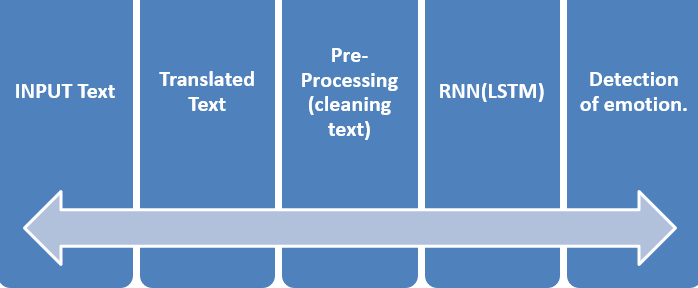 INPUT Text
Translated
Text
Pre-
Processing
(cleaning
text)
RNN(LSTM)
Detection
of emotion.